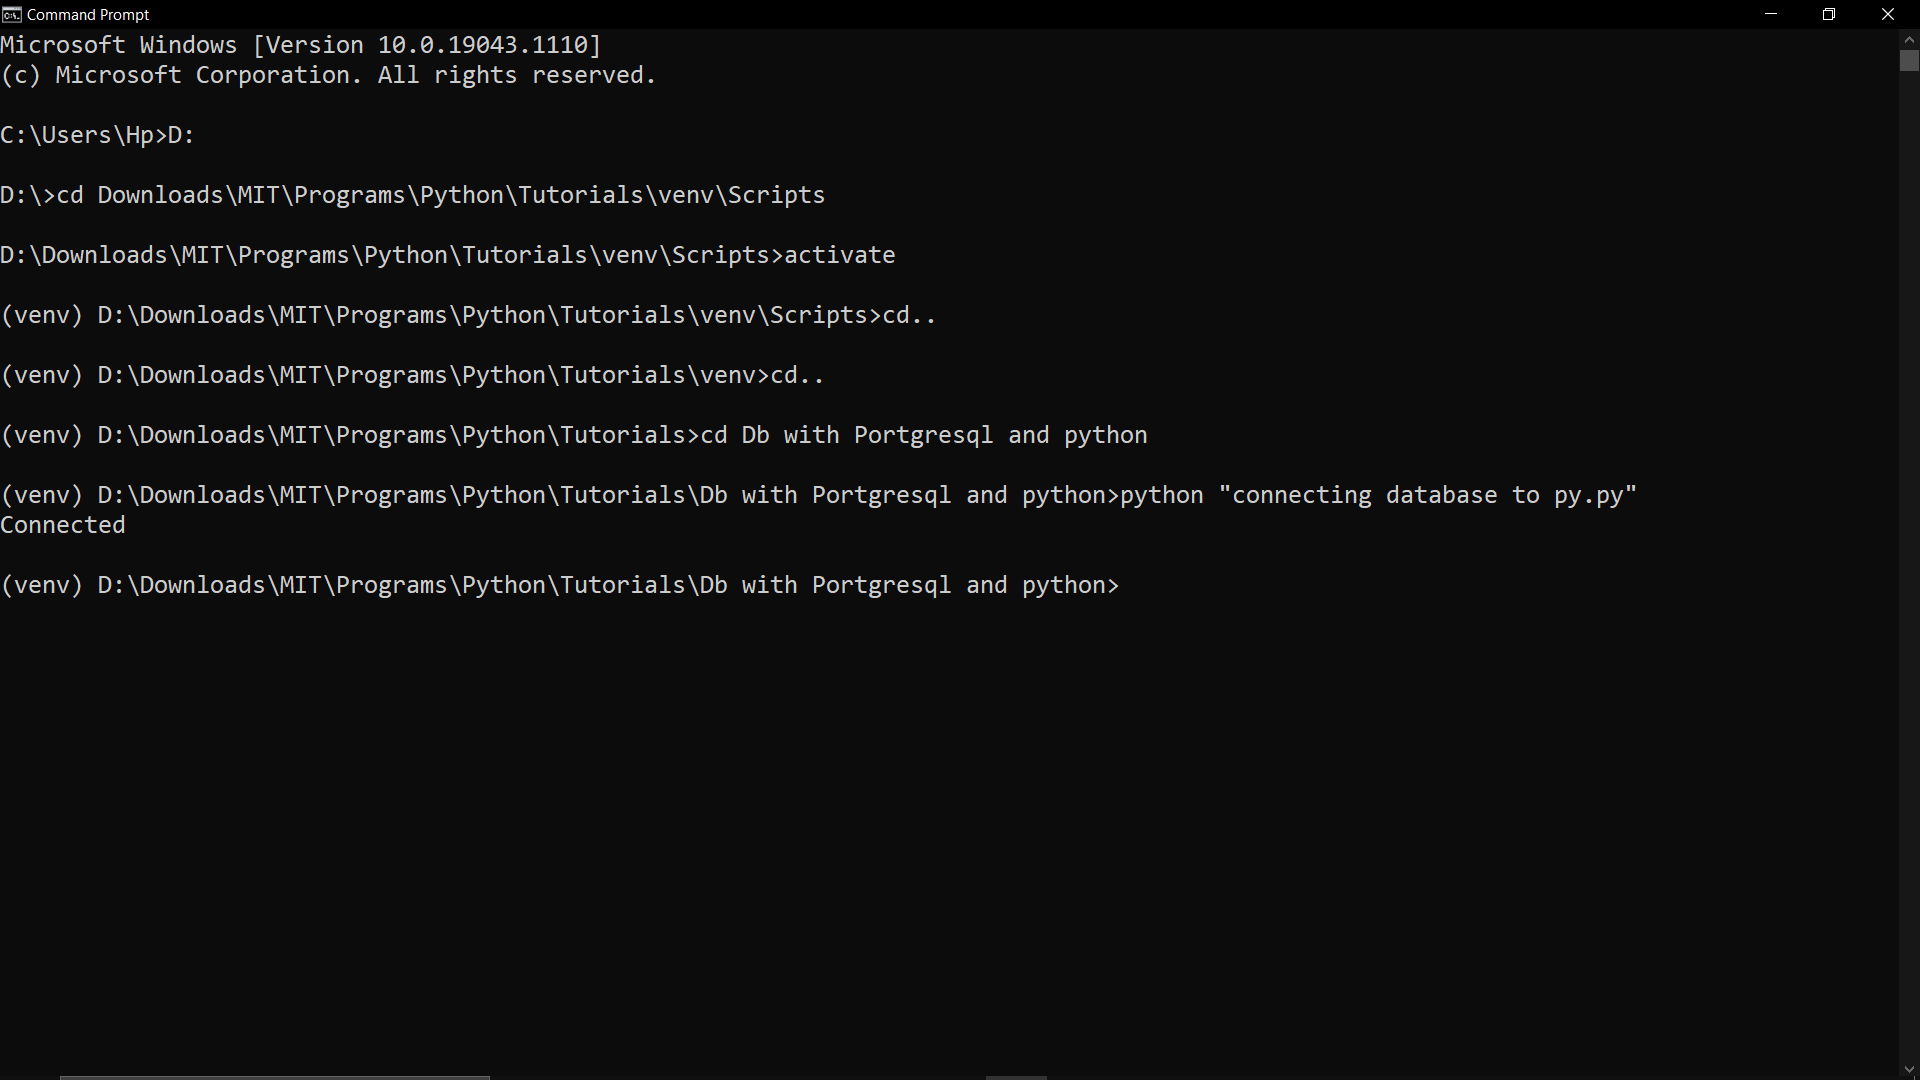 Command Prompt
Microsoft Windows [Version 10.0.19043.1110]
(c) Microsoft Corporation. All rights reserved.
C:\Users\Hp>D:
D:\>cd Downloads\MIT\Programs\Python\Tutorials\venv\Scripts
D:\Downloads\MIT\Programs\Python\Tutorials\venv\Scripts>activate
(venv) D:\Downloads\MIT\Programs\Python\Tutorials\venv\Scripts>cd..
(venv) D:\Downloads\MIT\Programs\Python\Tutorials\venv>cd..
(venv) D:\Downloads\MIT\Programs\Python\Tutorials>cd Db with Portgresql and python
(venv) D:\Downloads\MIT\Programs\Python\Tutorials\Db with Portgresql and python>python "connecting database to py.py"
Connected
(venv) D:\Downloads\MIT\Programs\Python\Tutorials\Db with Portgresql and python>